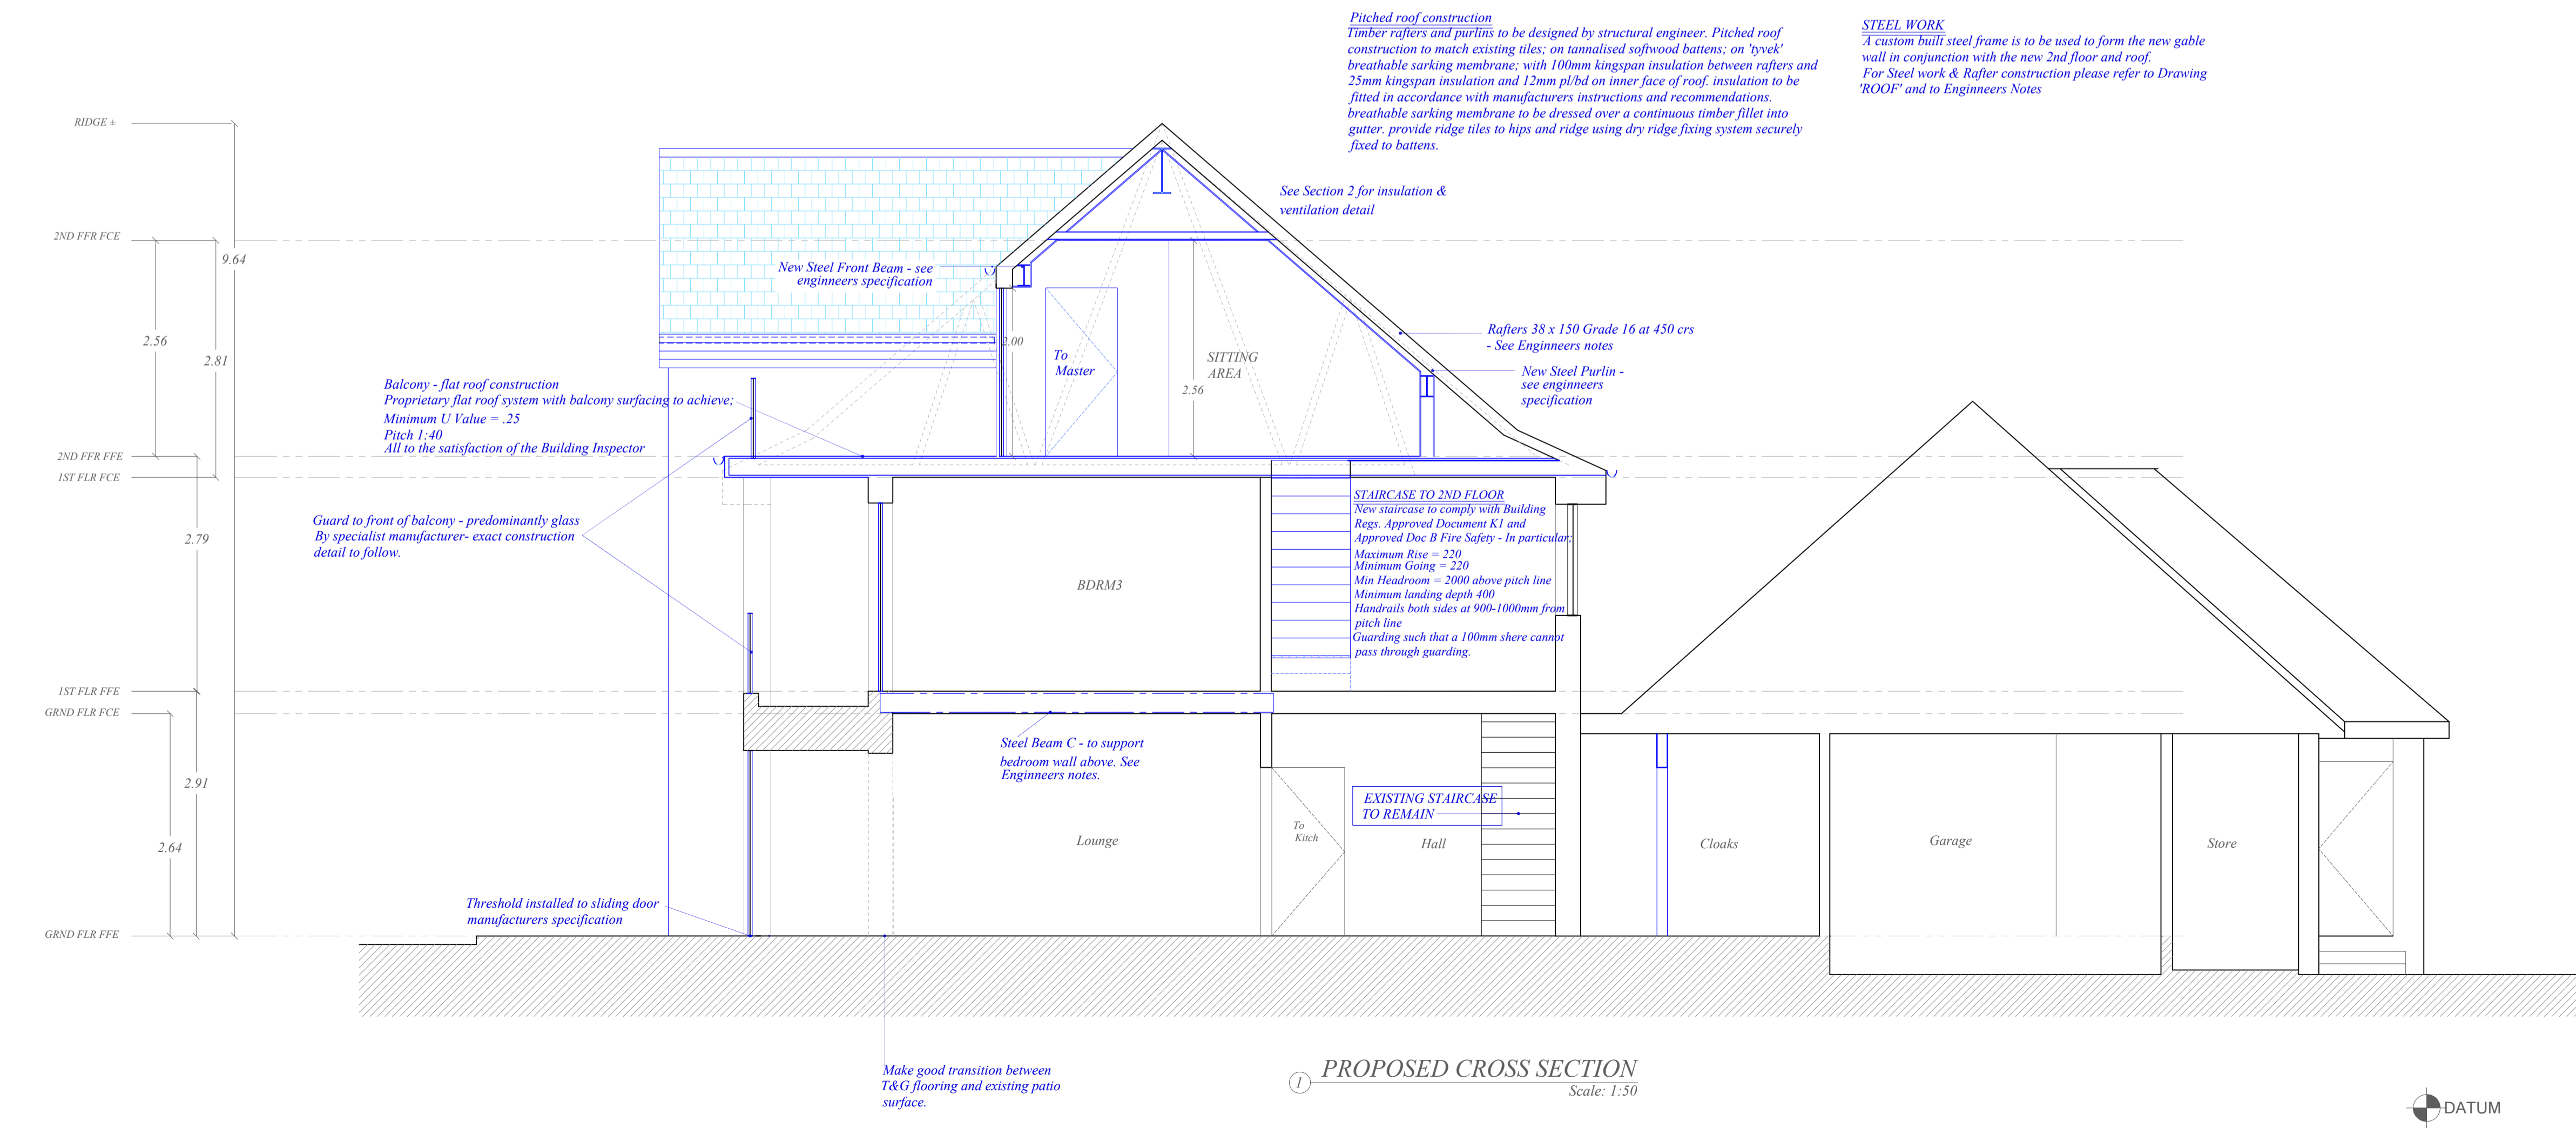 Pitched roof construction
Timber rafters and purlins to be designed by structural engineer. Pitched roof
construction to match existing tiles; on tannalised softwood battens; on 'tyvek'
breathable sarking membrane; with 100mm kingspan insulation between rafters and
25mm kingspan insulation and 12mm pl/bd on inner face of roof. insulation to be
fitted in accordance with manufacturers instructions and recommendations.
breathable sarking membrane to be dressed over a continuous timber fillet into
gutter. provide ridge tiles to hips and ridge using dry ridge fixing system securely
fixed to battens.
STEEL WORK
A custom built steel frame is to be used to form the new gable
wall in conjunction with the new 2nd floor and roof.
For Steel work & Rafter construction please refer to Drawing
'ROOF' and to Enginneers Notes
RIDGE ±
2ND FFR FCE
9.64
2.56
2.81
2ND FFR FFE
1ST FLR FCE
2.79
1ST FLR FFE
GRND FLR FCE
2.91
2.64
GRND FLR FFE
See Section 2 for insulation &
ventilation detail
New Steel Front Beam - see
enginneers specification
2.00
To
Master
SITTING
AREA
2.56
Rafters 38 x 150 Grade 16 at 450 crs
- See Enginneers notes
New Steel Purlin -
see enginneers
specification
Balcony - flat roof construction
Proprietary flat roof system with balcony surfacing to achieve;
Minimum U Value = .25
Pitch 1:40
All to the satisfaction of the Building Inspector
Guard to front of balcony - predominantly glass
By specialist manufacturer- exact construction
detail to follow.
BDRM3
STAIRCASE TO 2ND FLOOR
New staircase to comply with Building
Regs. Approved Document K1 and
Approved Doc B Fire Safety - In particular;
Maximum Rise = 220
Minimum Going = 220
Min Headroom = 2000 above pitch line
Minimum landing depth 400
Handrails both sides at 900-1000mm from
pitch line
Guarding such that a 100mm shere cannot
pass through guarding.
Steel Beam C - to support
bedroom wall above. See
Enginneers notes.
EXISTING STAIRCASE
TO REMAIN
Lounge
To
Kitch
Hall
Cloaks
Garage
Store
Threshold installed to sliding door
manufacturers specification
Make good transition between
T&G flooring and existing patio
surface.
1
PROPOSED CROSS SECTION
Scale: 1:50
DATUM